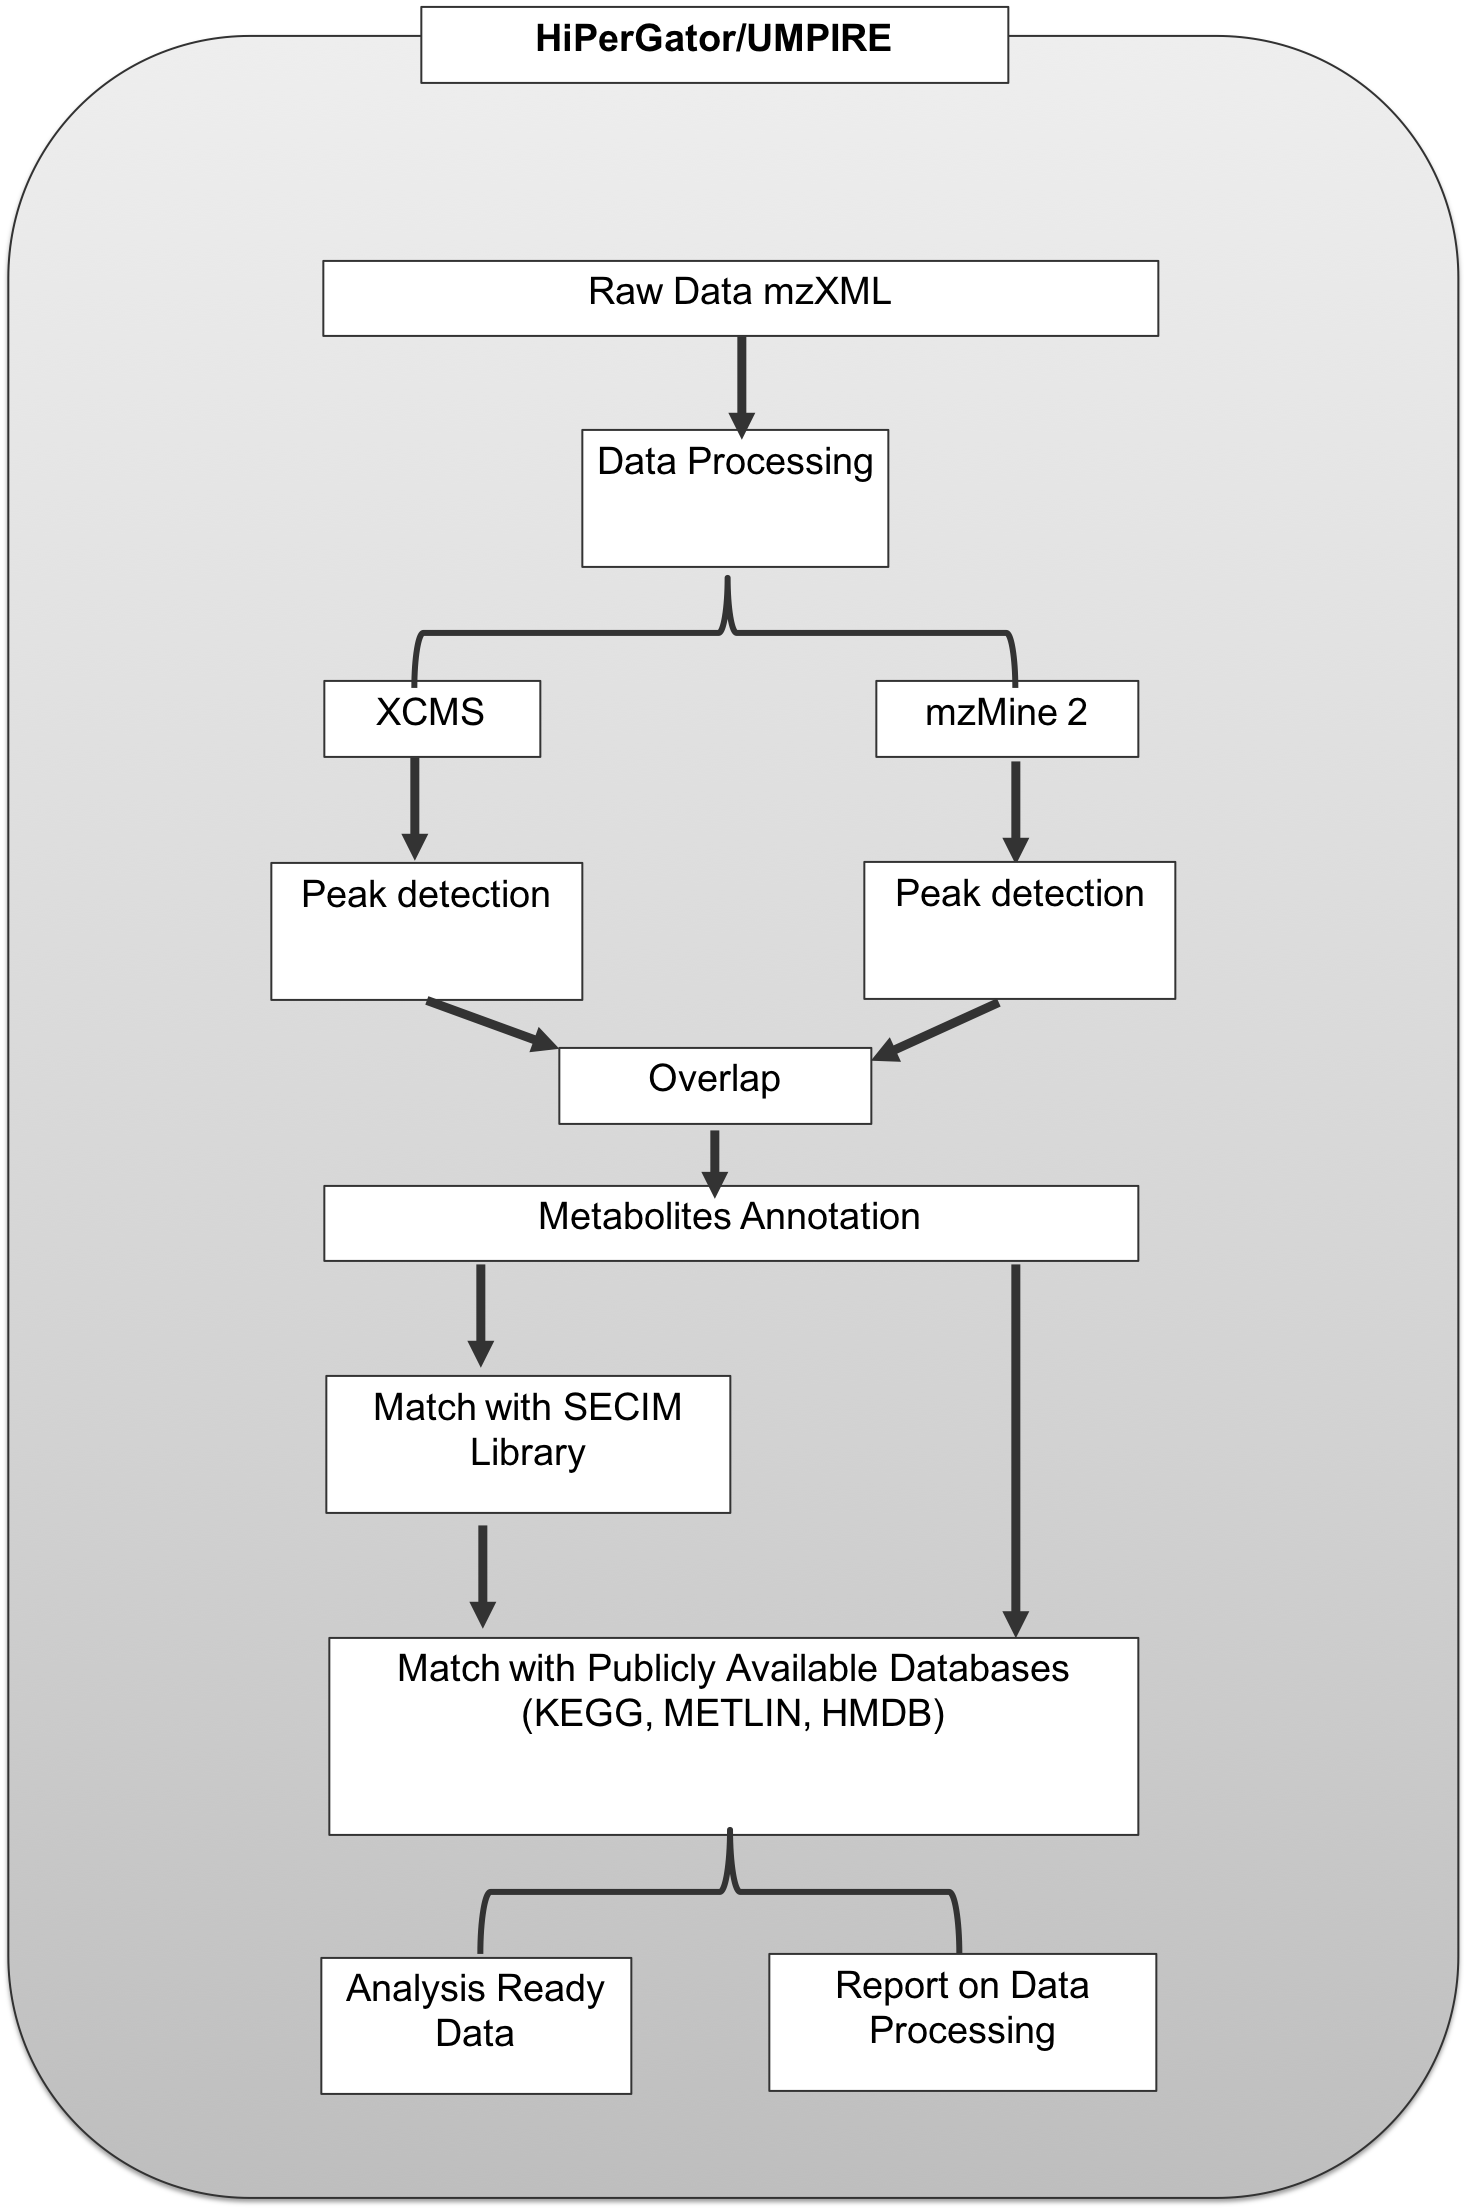 HiPerGator/UMPIRE
Raw Data mzXML
Data Processing
XCMS
mzMine 2
Peak detection
Peak detection
Overlap
Metabolites Annotation
Match with SECIM
Library
Match with Publicly Available Databases
(KEGG, METLIN, HMDB)
Analysis Ready
Data
Report on Data
Processing